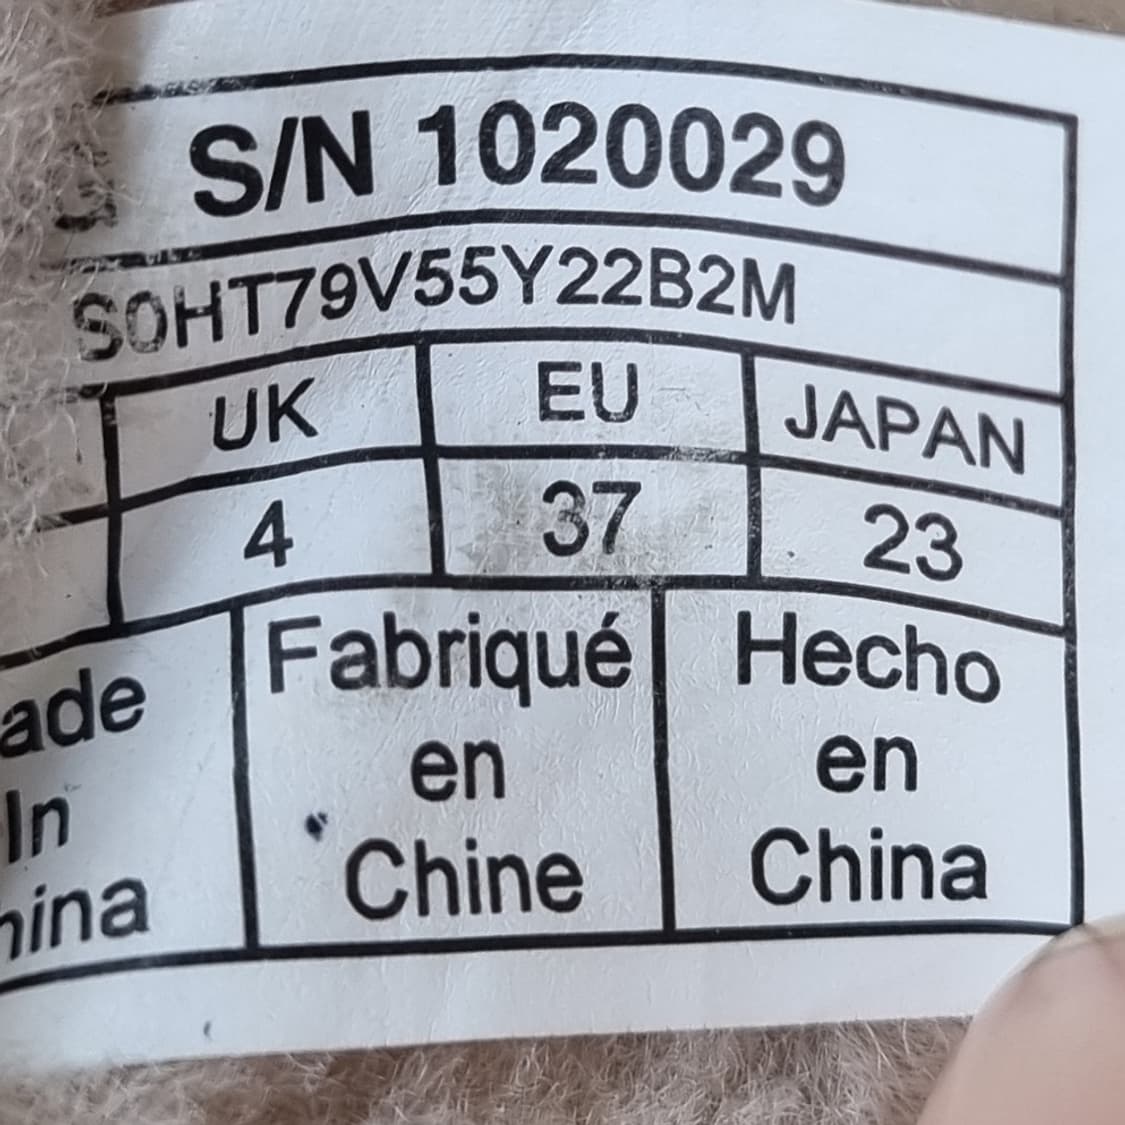 S/N 1020029
S0HT79V55Y22B2M
UK EU JAPAN
4 37 23
ade Fabriqué Hecho
In en en
hina Chine China